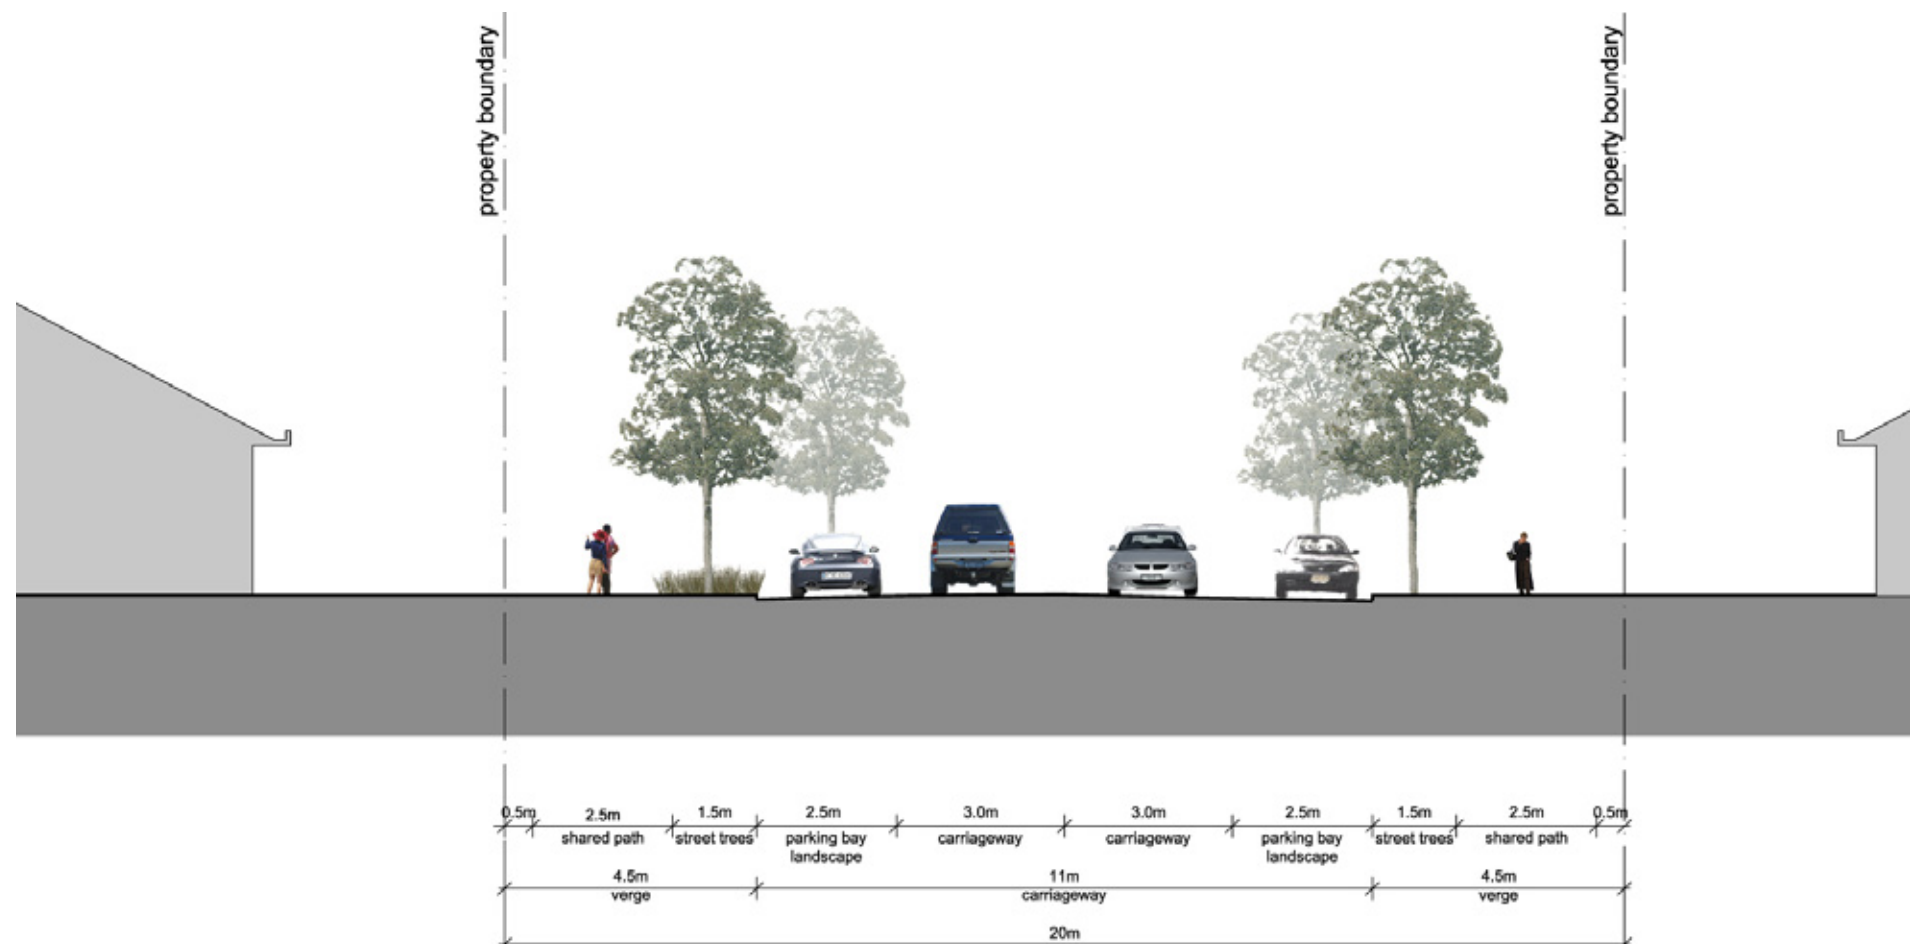 property boundary
property boundary
0.5m 2.5m 1.5m 2.5m 3.0m 3.0m 2.5m 1.5m 2.5m 0.5m
shared path street trees parking bay carriageway carriageway parking bay street trees shared path
landscape landscape
4.5m 11m 4.5m
verge carriageway verge
20m